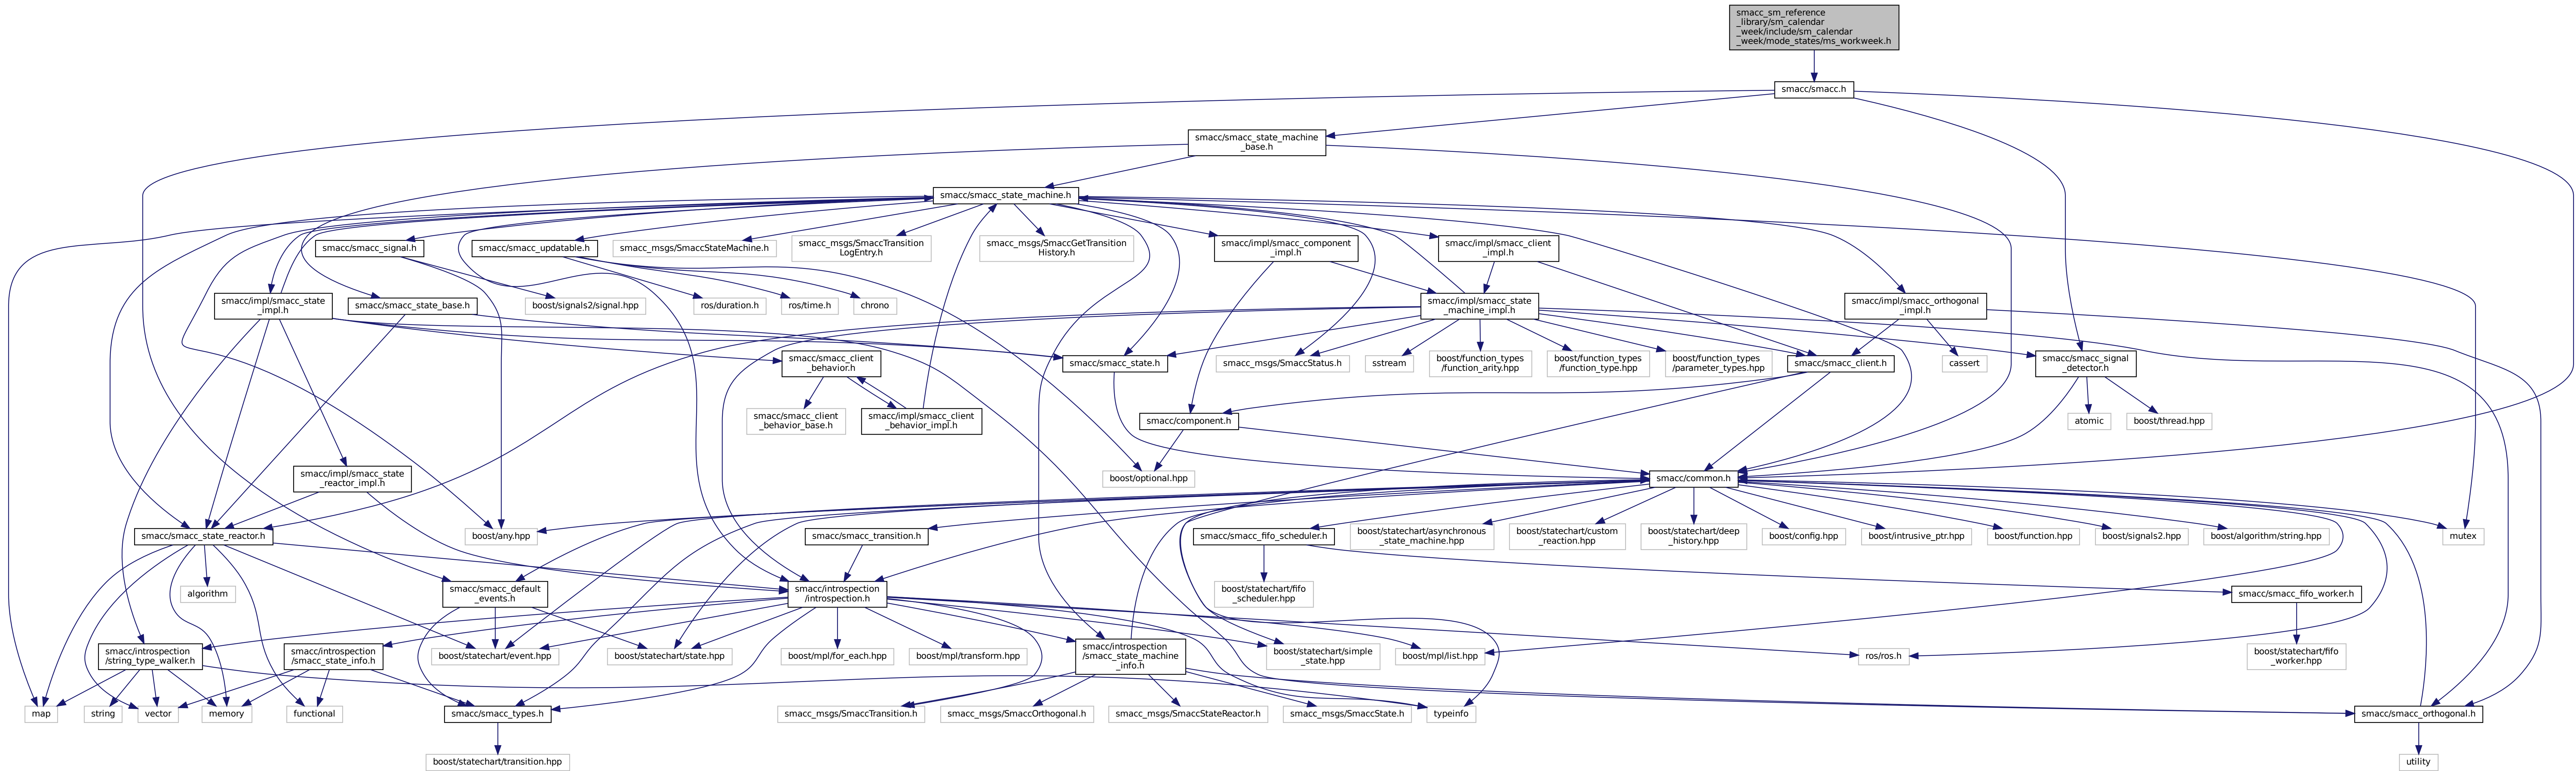 smacc_sm_reference
_library/sm_calendar
_week/include/sm_calendar
_week/mode_states/ms_workweek.h
smacc/smacc.h
smacc/smacc_state_machine
_base.h
smacc/smacc_state_machine.h
smacc/smacc_signal.h
smacc/smacc_updatable.h
smacc_msgs/SmaccStateMachine.h
smacc_msgs/SmaccTransition
LogEntry.h
smacc_msgs/SmaccGetTransition
History.h
smacc/impl/smacc_component
_impl.h
smacc/impl/smacc_client
_impl.h
smacc/impl/smacc_state
_impl.h
smacc/smacc_state_base.h
boost/signals2/signal.hpp
ros/duration.h
ros/time.h
chrono
smacc/impl/smacc_state
_machine_impl.h
smacc/impl/smacc_orthogonal
_impl.h
smacc/smacc_client
_behavior.h
smacc/smacc_state.h
smacc_msgs/SmaccStatus.h
sstream
boost/function_types
/function_arity.hpp
boost/function_types
/function_type.hpp
boost/function_types
/parameter_types.hpp
smacc/smacc_client.h
cassert
smacc/smacc_signal
_detector.h
smacc/smacc_client
_behavior_base.h
smacc/impl/smacc_client
_behavior_impl.h
smacc/component.h
atomic
boost/thread.hpp
smacc/impl/smacc_state
_reactor_impl.h
boost/optional.hpp
smacc/common.h
smacc/smacc_state_reactor.h
boost/any.hpp
smacc/smacc_transition.h
smacc/smacc_fifo_scheduler.h
boost/statechart/asynchronous
_state_machine.hpp
boost/statechart/custom
_reaction.hpp
boost/statechart/deep
_history.hpp
boost/config.hpp
boost/intrusive_ptr.hpp
boost/function.hpp
boost/signals2.hpp
boost/algorithm/string.hpp
mutex
algorithm
smacc/smacc_default
_events.h
smacc/introspection
/introspection.h
boost/statechart/fifo
_scheduler.hpp
smacc/smacc_fifo_worker.h
smacc/introspection
/string_type_walker.h
smacc/introspection
/smacc_state_info.h
boost/statechart/event.hpp
boost/statechart/state.hpp
boost/mpl/for_each.hpp
boost/mpl/transform.hpp
smacc/introspection
/smacc_state_machine
_info.h
boost/statechart/simple
_state.hpp
boost/mpl/list.hpp
ros/ros.h
boost/statechart/fifo
_worker.hpp
map
string
vector
memory
functional
smacc/smacc_types.h
smacc_msgs/SmaccTransition.h
smacc_msgs/SmaccOrthogonal.h
smacc_msgs/SmaccStateReactor.h
smacc_msgs/SmaccState.h
typeinfo
smacc/smacc_orthogonal.h
boost/statechart/transition.hpp
utility